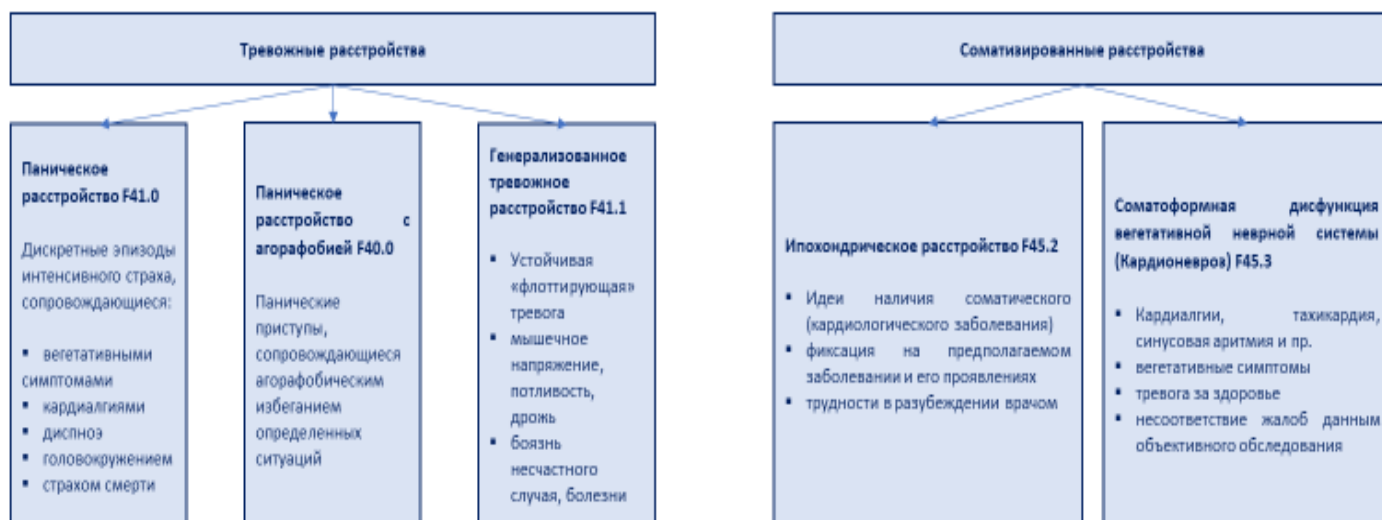 Тревожные расстройства
Паническое
расстройство F41.0
Дискретные эпизоды
интенсивного страха,
сопровождающиеся:
▪ вегетативными
симптомами
▪ кардиалгиями
▪ диспноэ
▪ головокружением
▪ страхом смерти
Паническое
расстройство с
агорафобией F40.0
Панические
приступы,
сопровождающиеся
агорафобическим
избеганием
определенных
ситуаций
Генерализованное
тревожное
расстройство F41.1
▪ Устойчивая
«флоттирующая»
тревога
▪ мышечное
напряжение,
потливость,
дрожь
▪ боязнь
несчастного
случая, болезни
Соматизированные расстройства
Ипохондрическое расстройство F45.2
▪ Идеи наличия соматического
(кардиологического заболевания)
▪ фиксация на предполагаемом
заболевании и его проявлениях
▪ трудности в разубеждении врачом
Соматоформная дисфункция
вегетативной неврной системы
(Кардионевроз) F45.3
▪ Кардиалгии, тахикардия,
синусовая аритмия и пр.
▪ вегетативные симптомы
▪ тревога за здоровье
▪ несоответствие жалоб данным
объективного обследования